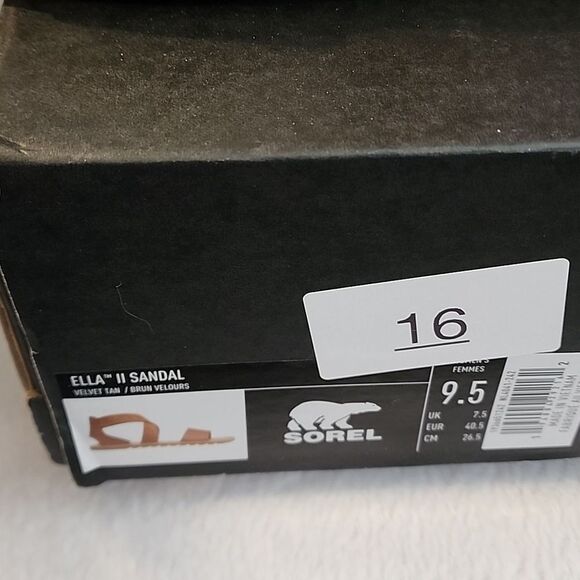 16
ELLA™ II SANDAL
VELVET TAN / BRUN VELOURS
SOREL
FEMMES
9.5
UK 7.5
EUR 40.5
CM 26.5